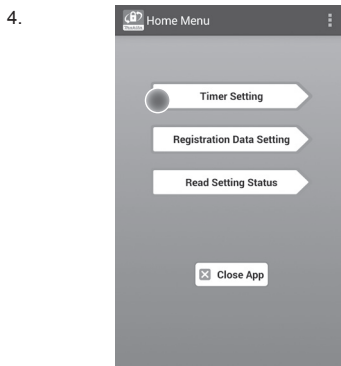 4.
Home Menu
Timer Setting
Registration Data Setting
Read Setting Status
Close App